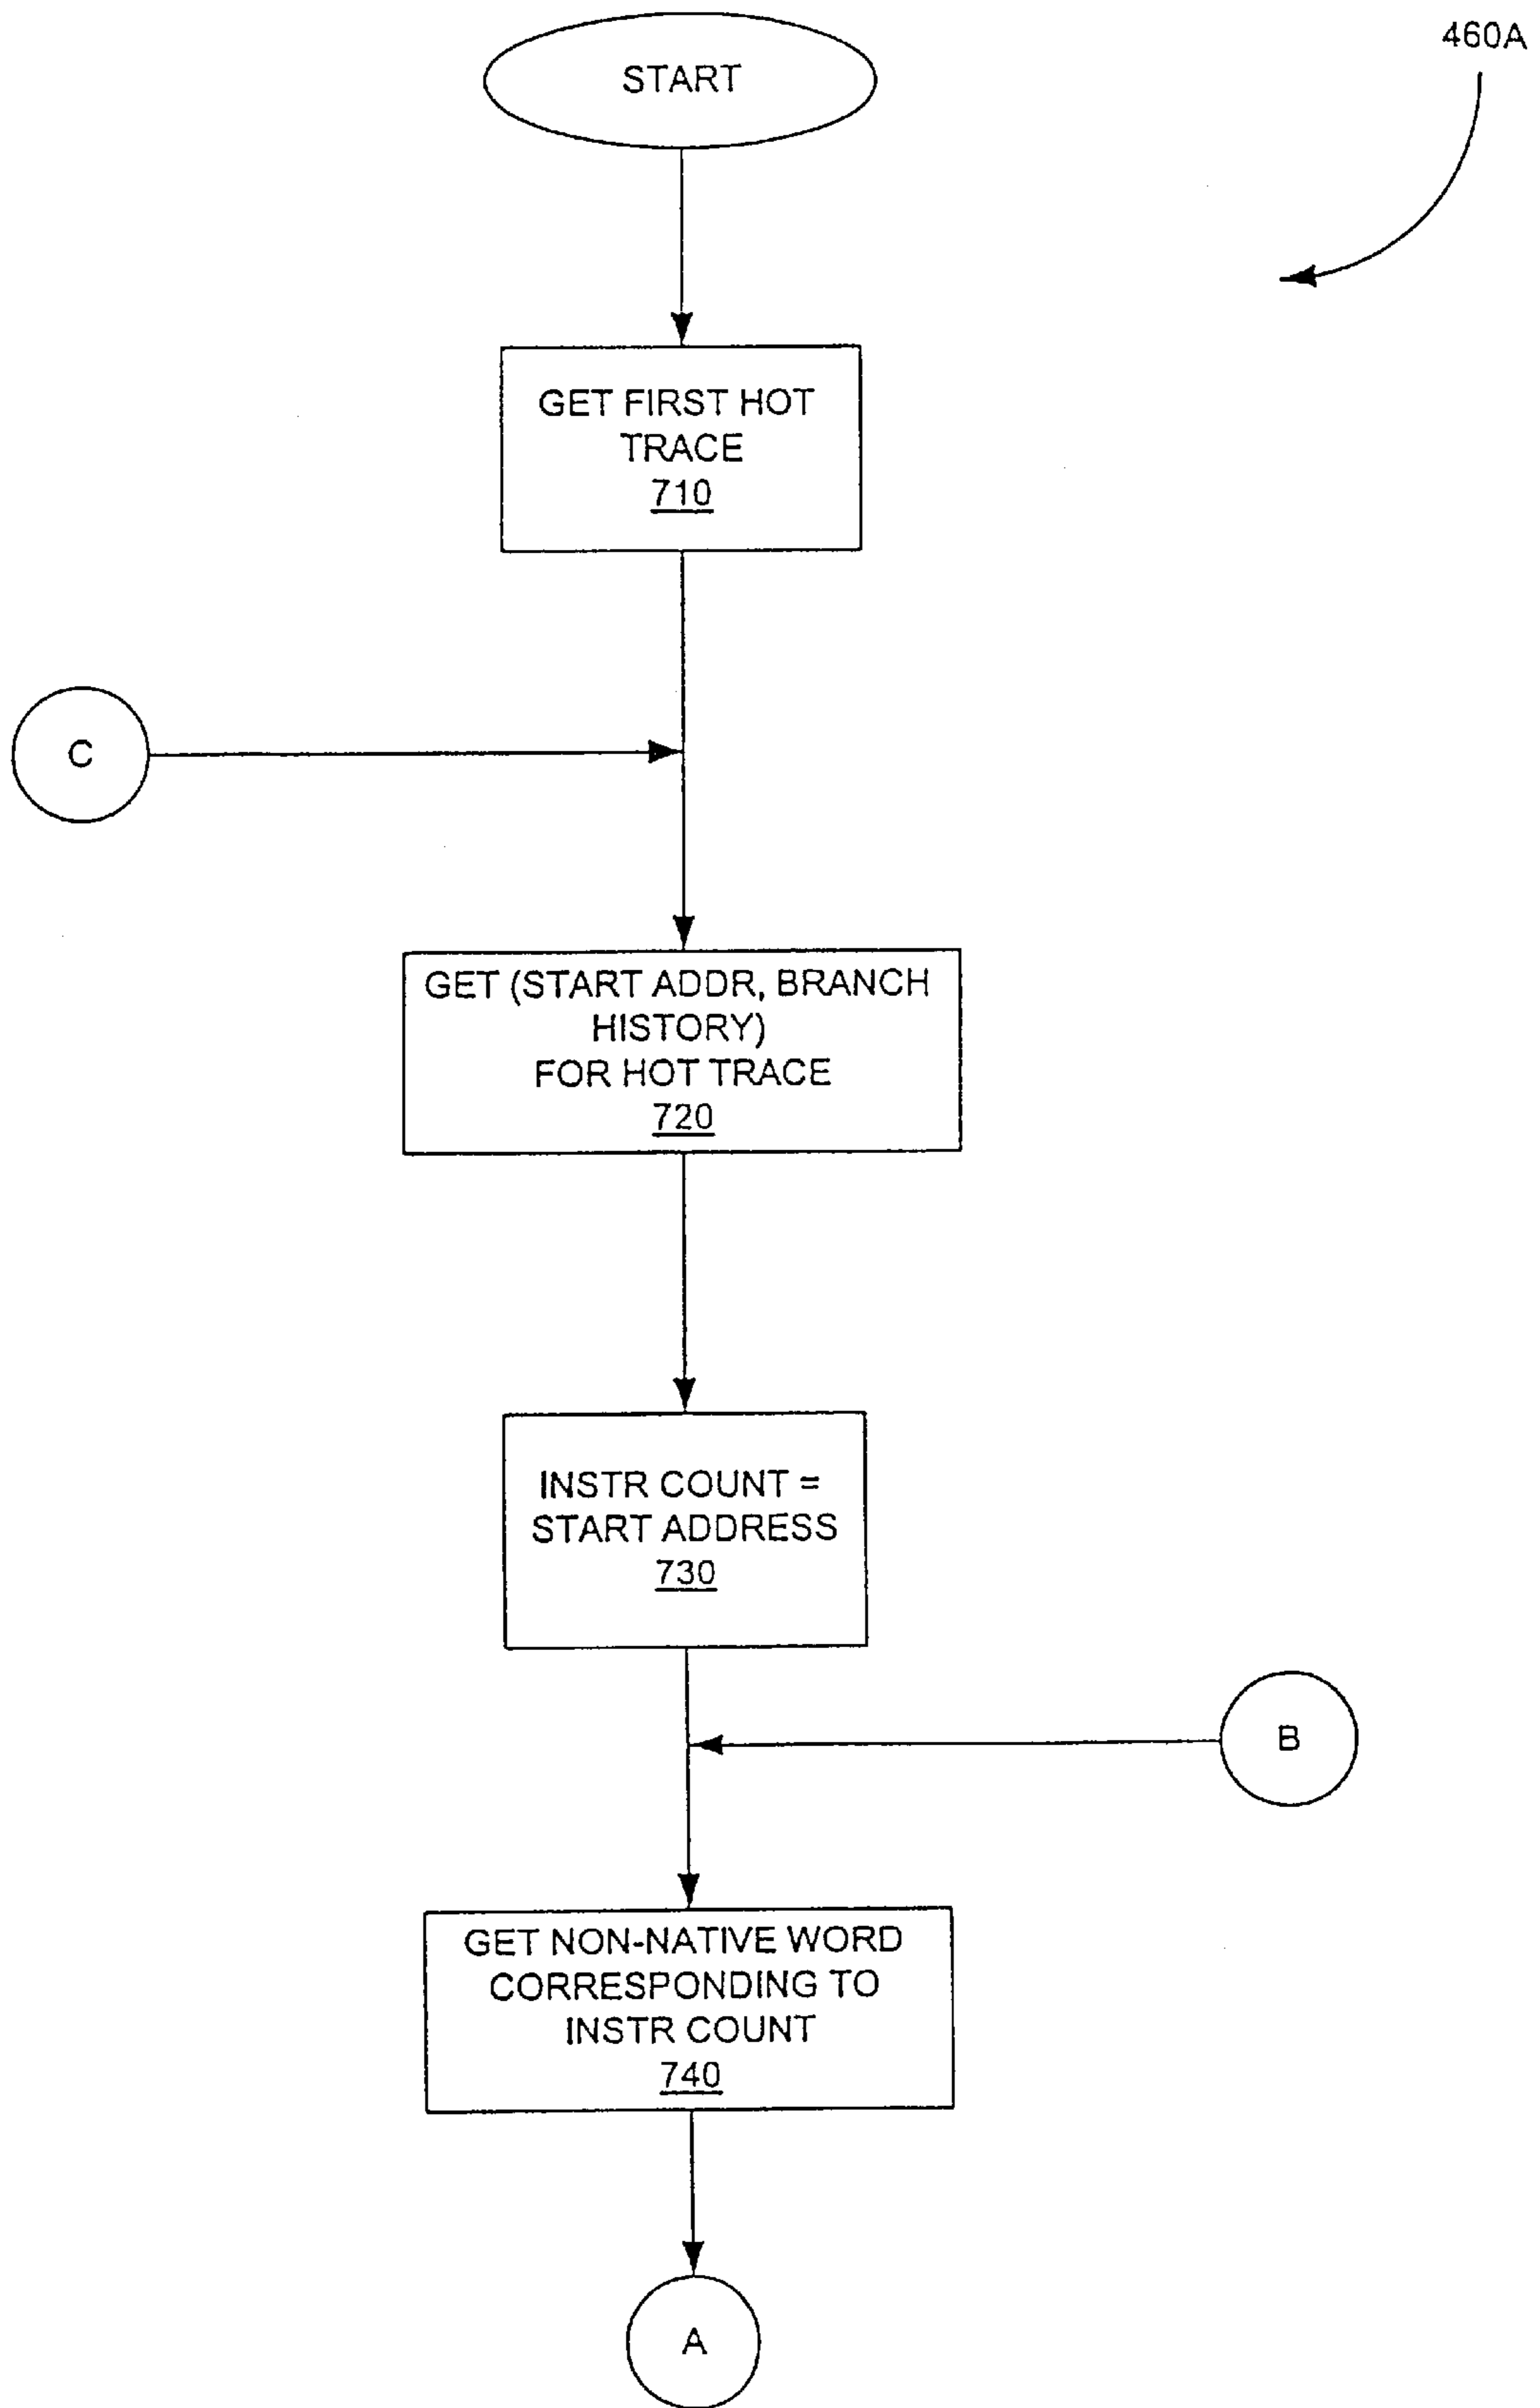 460A
START
GET FIRST HOT
TRACE
710
C
GET (START ADDR, BRANCH
HISTORY)
FOR HOT TRACE
720
INSTR COUNT =
START ADDRESS
730
B
GET NON-NATIVE WORD
CORRESPONDING TO
INSTR COUNT
740
A